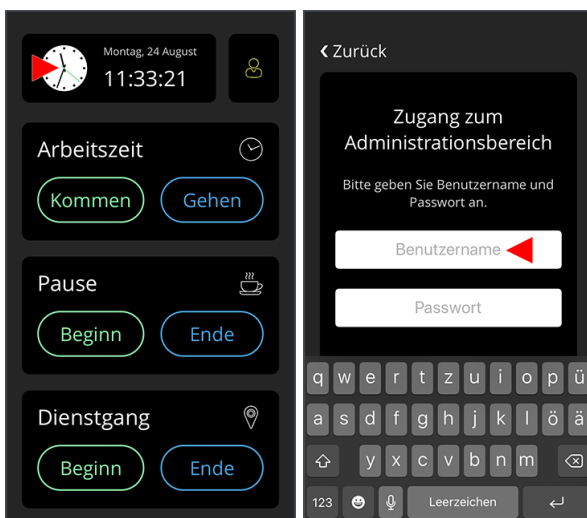 Montag, 24 August
11:33:21
Arbeitszeit
Kommen
Gehen
Pause
Beginn
Ende
Dienstgang
Beginn
Ende
Zurück
Zugang zum
Administrationsbereich
Bitte geben Sie Benutzername und
Passwort an.
Benutzername
Passwort
q w e r t z u i o p ü
a s d f g h j k l ö ä
y x c v b n m
123 Leerzeichen